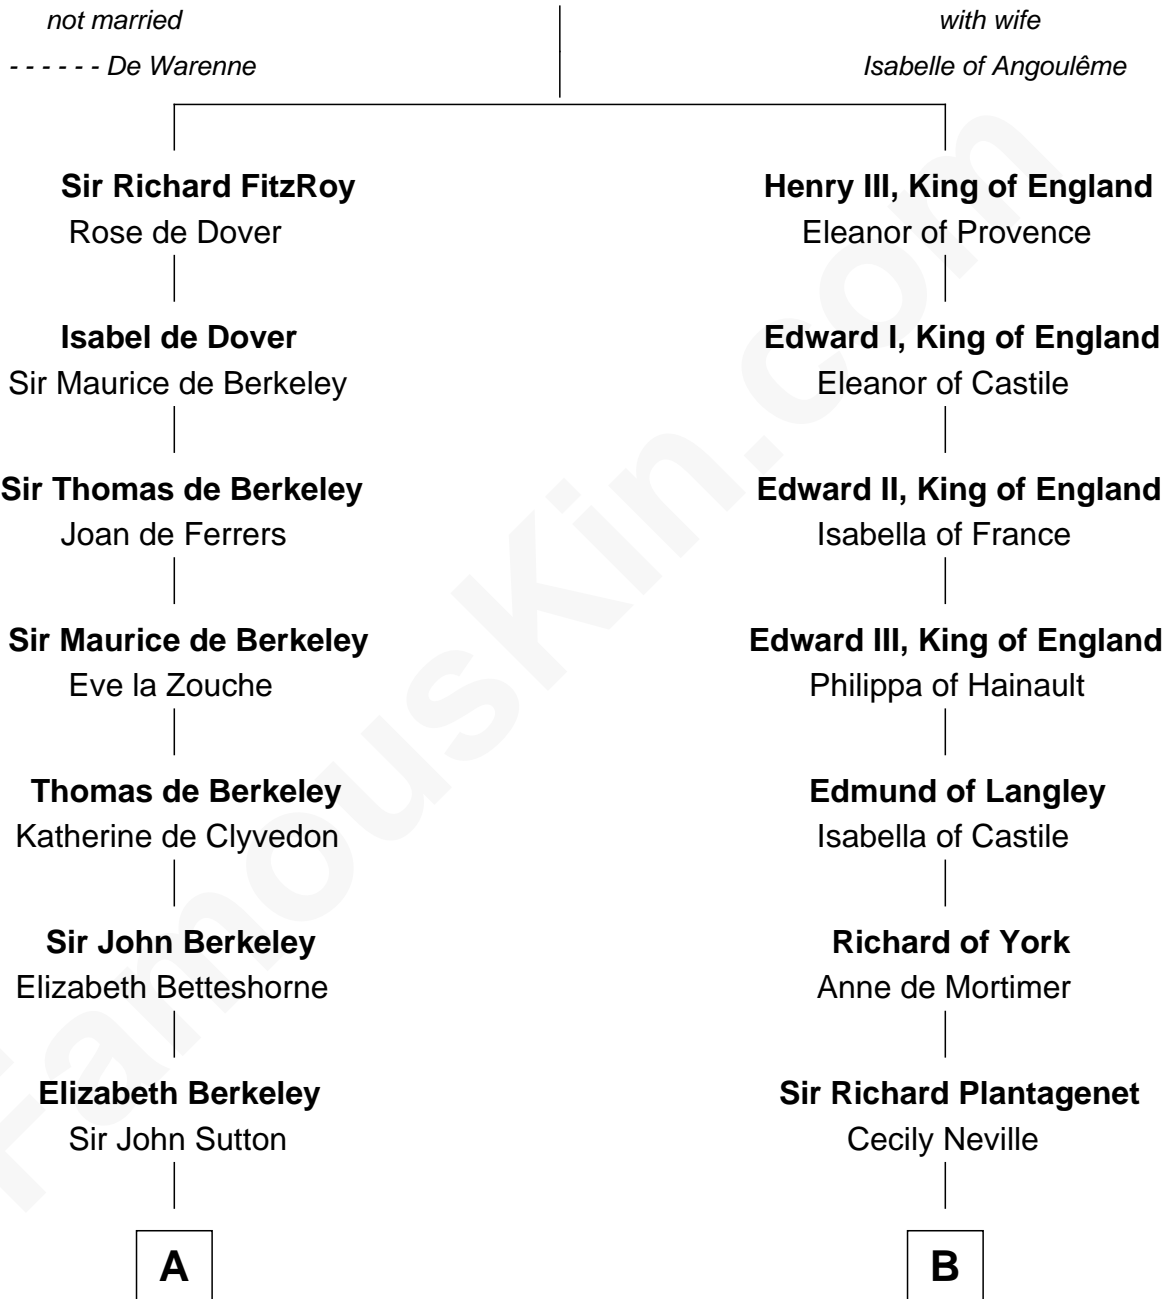 not married
- - - - - - De Warenne
with wife
Isabelle of Angoulême
Sir Richard FitzRoy
Rose de Dover
Henry III, King of England
Eleanor of Provence
Isabel de Dover
Sir Maurice de Berkeley
Edward I, King of England
Eleanor of Castile
Sir Thomas de Berkeley
Joan de Ferrers
Edward II, King of England
Isabella of France
Sir Maurice de Berkeley
Eve la Zouche
Edward III, King of England
Philippa of Hainault
Thomas de Berkeley
Katherine de Clyvedon
Edmund of Langley
Isabella of Castile
Sir John Berkeley
Elizabeth Betteshorne
Richard of York
Anne de Mortimer
Elizabeth Berkeley
Sir John Sutton
Sir Richard Plantagenet
Cecily Neville
A
B
FamousKin.com